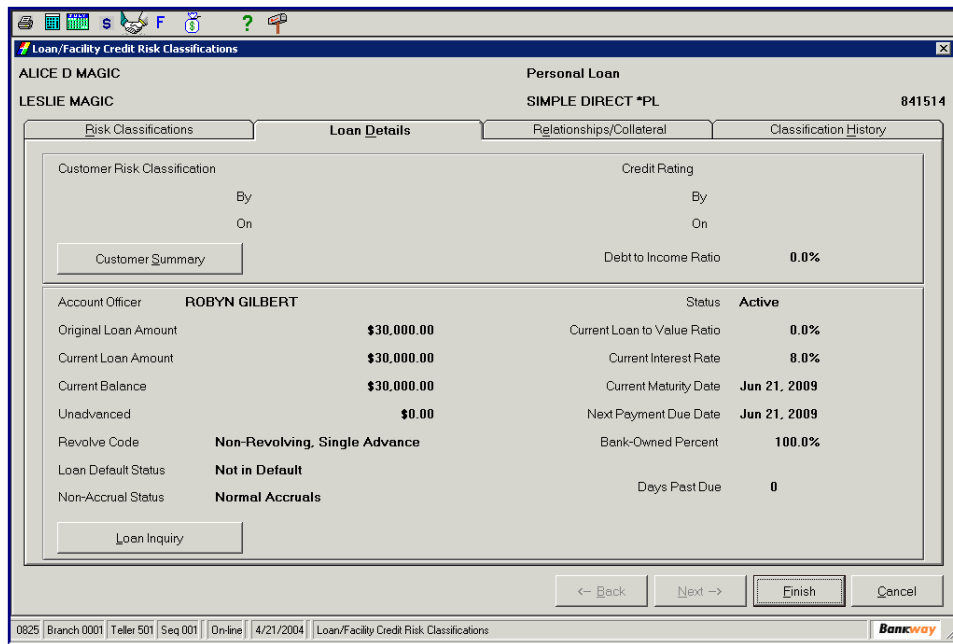 JULY S F ?
Loan/Facility Credit Risk Classifications
ALICE D MAGIC Personal Loan
LESLIE MAGIC SIMPLE DIRECT *PL 841514
Risk Classifications Loan Details Relationships/Collateral Classification History
Customer Risk Classification Credit Rating
By By
On On
Customer Summary Debt to Income Ratio 0.0%
Account Officer ROBYN GILBERT Status Active
Original Loan Amount $30,000.00 Current Loan to Value Ratio 0.0%
Current Loan Amount $30,000.00 Current Interest Rate 8.0%
Current Balance $30,000.00 Current Maturity Date Jun 21, 2009
Unadvanced $0.00 Next Payment Due Date Jun 21, 2009
Revolve Code Non-Revolving, Single Advance Bank-Owned Percent 100.0%
Loan Default Status Not in Default
Days Past Due 0
Non-Accrual Status Normal Accruals
Loan Inquiry
<- Back Next -> Finish Cancel
0825 Branch 0001 Teller 501 Seq 001 On-line 4/21/2004 Loan/Facility Credit Risk Classifications Bankway